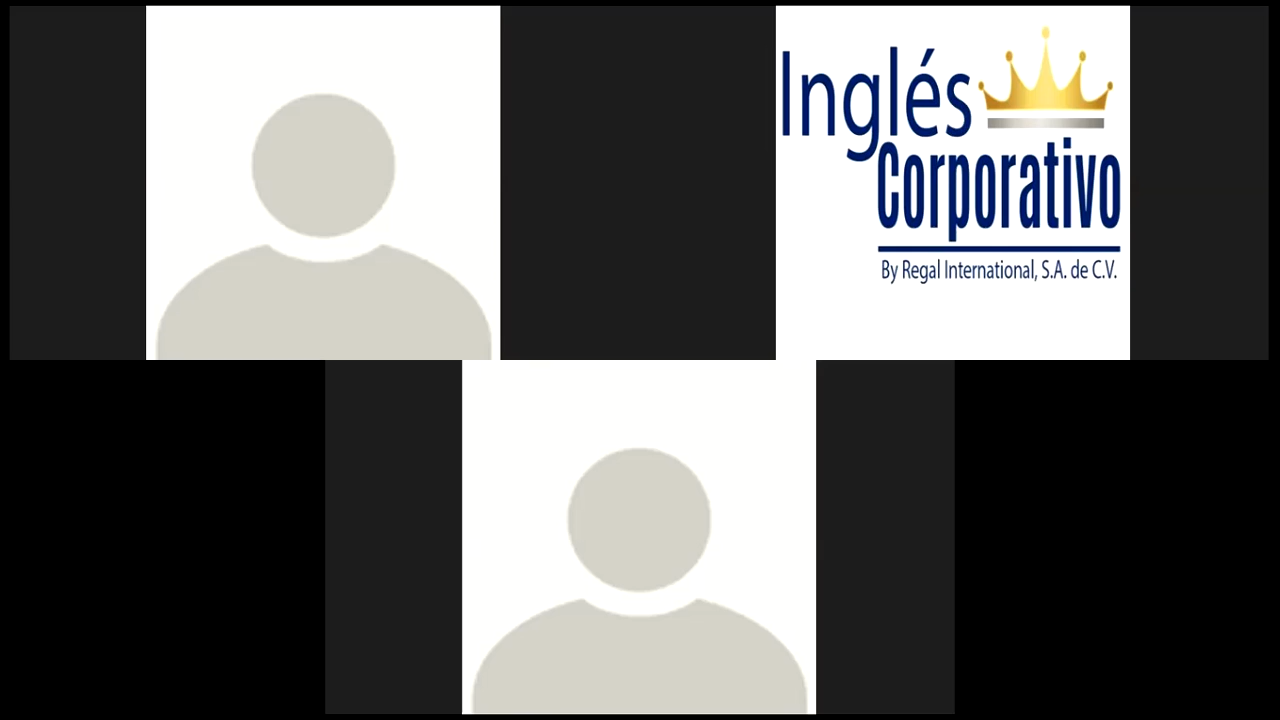 Inglés
Corporativo
By Regal International, S.A. de C.V.